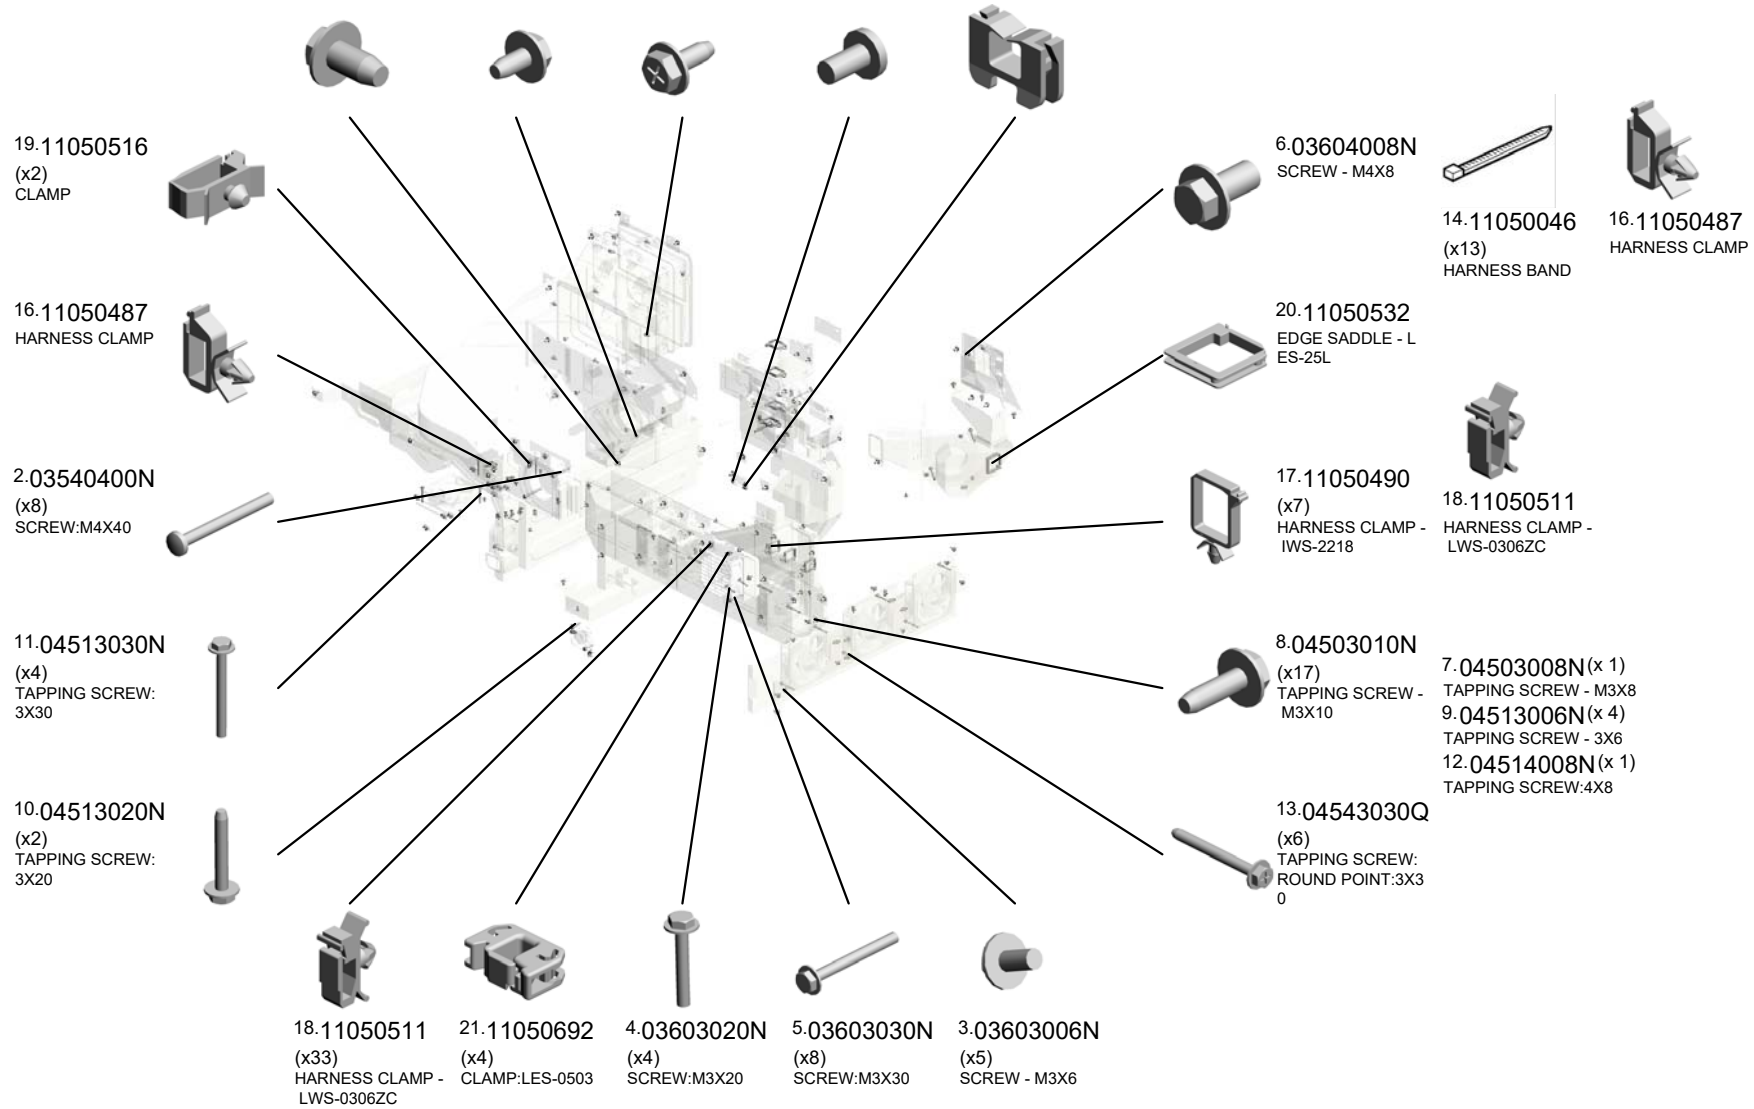 19.11050516
(x2)
CLAMP
6.03604008N
SCREW - M4X8
14.11050046
(x13)
HARNESS BAND
16.11050487
HARNESS CLAMP
16.11050487
HARNESS CLAMP
20.11050532
EDGE SADDLE - L
ES-25L
2.03540400N
(x8)
SCREW:M4X40
17.11050490
(x7)
HARNESS CLAMP -
IWS-2218
18.11050511
HARNESS CLAMP -
LWS-0306ZC
11.04513030N
(x4)
TAPPING SCREW:
3X30
8.04503010N
(x17)
TAPPING SCREW -
M3X10
7.04503008N(x 1)
TAPPING SCREW - M3X8
9.04513006N(x 4)
TAPPING SCREW - 3X6
12.04514008N(x 1)
TAPPING SCREW:4X8
10.04513020N
(x2)
TAPPING SCREW:
3X20
13.04543030Q
(x6)
TAPPING SCREW:
ROUND POINT:3X3
0
18.11050511
(x33)
HARNESS CLAMP -
LWS-0306ZC
21.11050692
(x4)
CLAMP:LES-0503
4.03603020N
(x4)
SCREW:M3X20
5.03603030N
(x8)
SCREW:M3X30
3.03603006N
(x5)
SCREW - M3X6